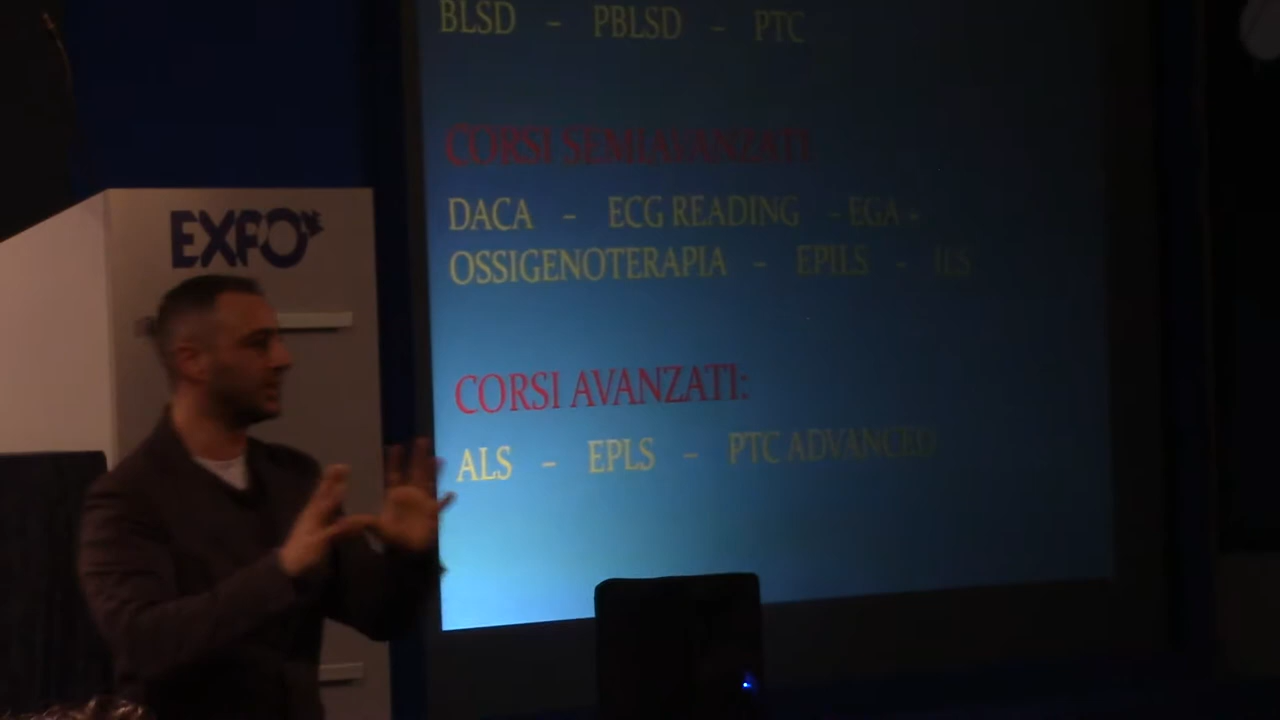 BLSD - PBLSD - PTC
CORSI SEMIAVANZATI
DACA - ECG READING - EGA -
OSSIGENOTERAPIA - EPILS - ILS
CORSI AVANZATI:
ALS - EPLS - PTC ADVANCED
EXPO